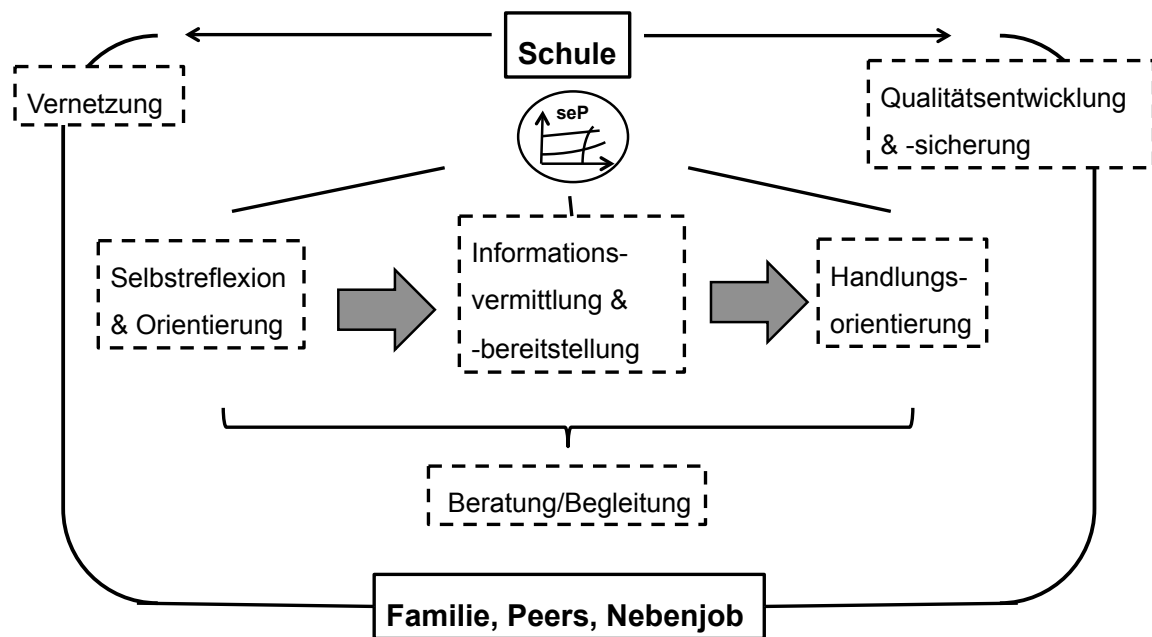 Schule
Vernetzung
Qualitätsentwicklung
& -sicherung
seP
Selbstreflexion
& Orientierung
Informations-
vermittlung &
-bereitstellung
Handlungs-
orientierung
Beratung/Begleitung
Familie, Peers, Nebenjob